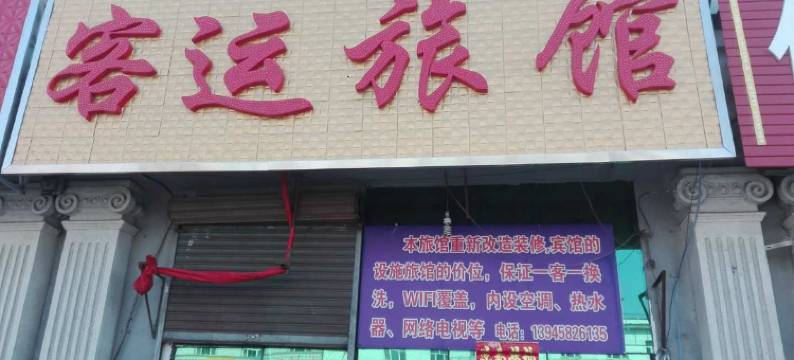 客运旅馆
本旅馆重新改造装修,宾馆的
设施旅馆的价位，保证一客一换
洗，WIFI覆盖，内设空调、热水
器、网络电视等 电话：13945826135